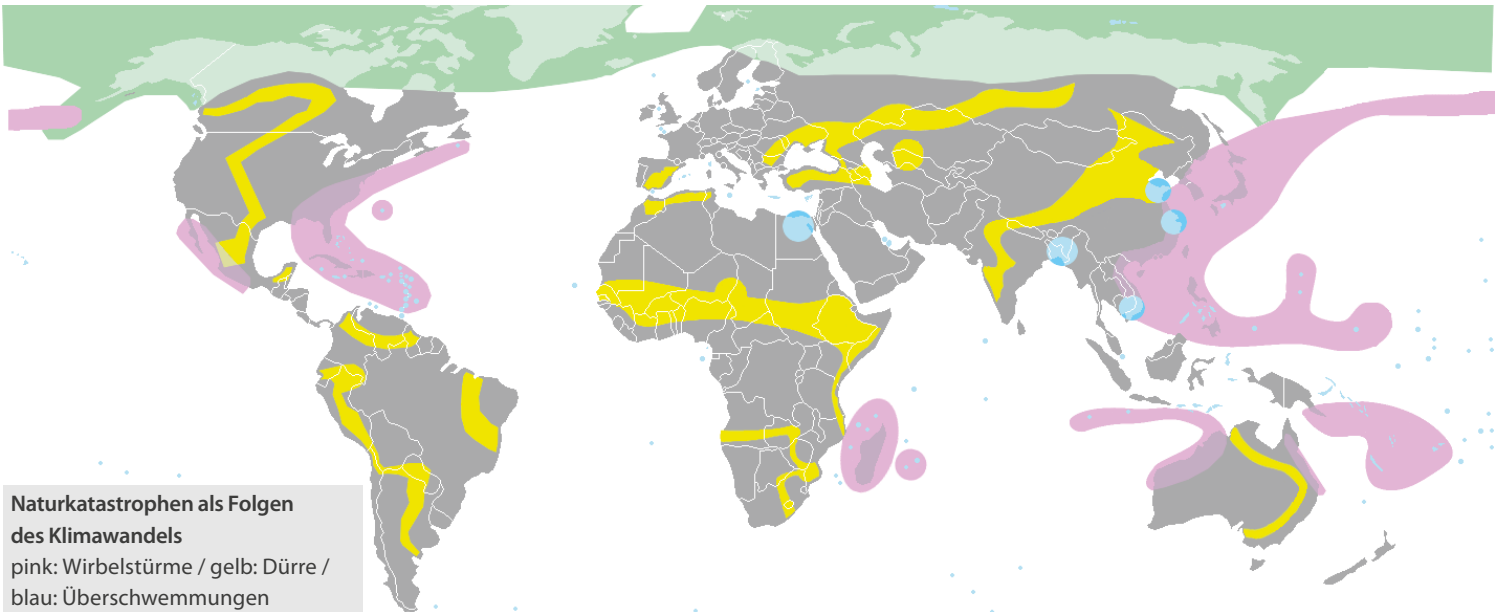 Naturkatastrophen als Folgen
des Klimawandels
pink: Wirbelstürme / gelb: Dürre /
blau: Überschwemmungen